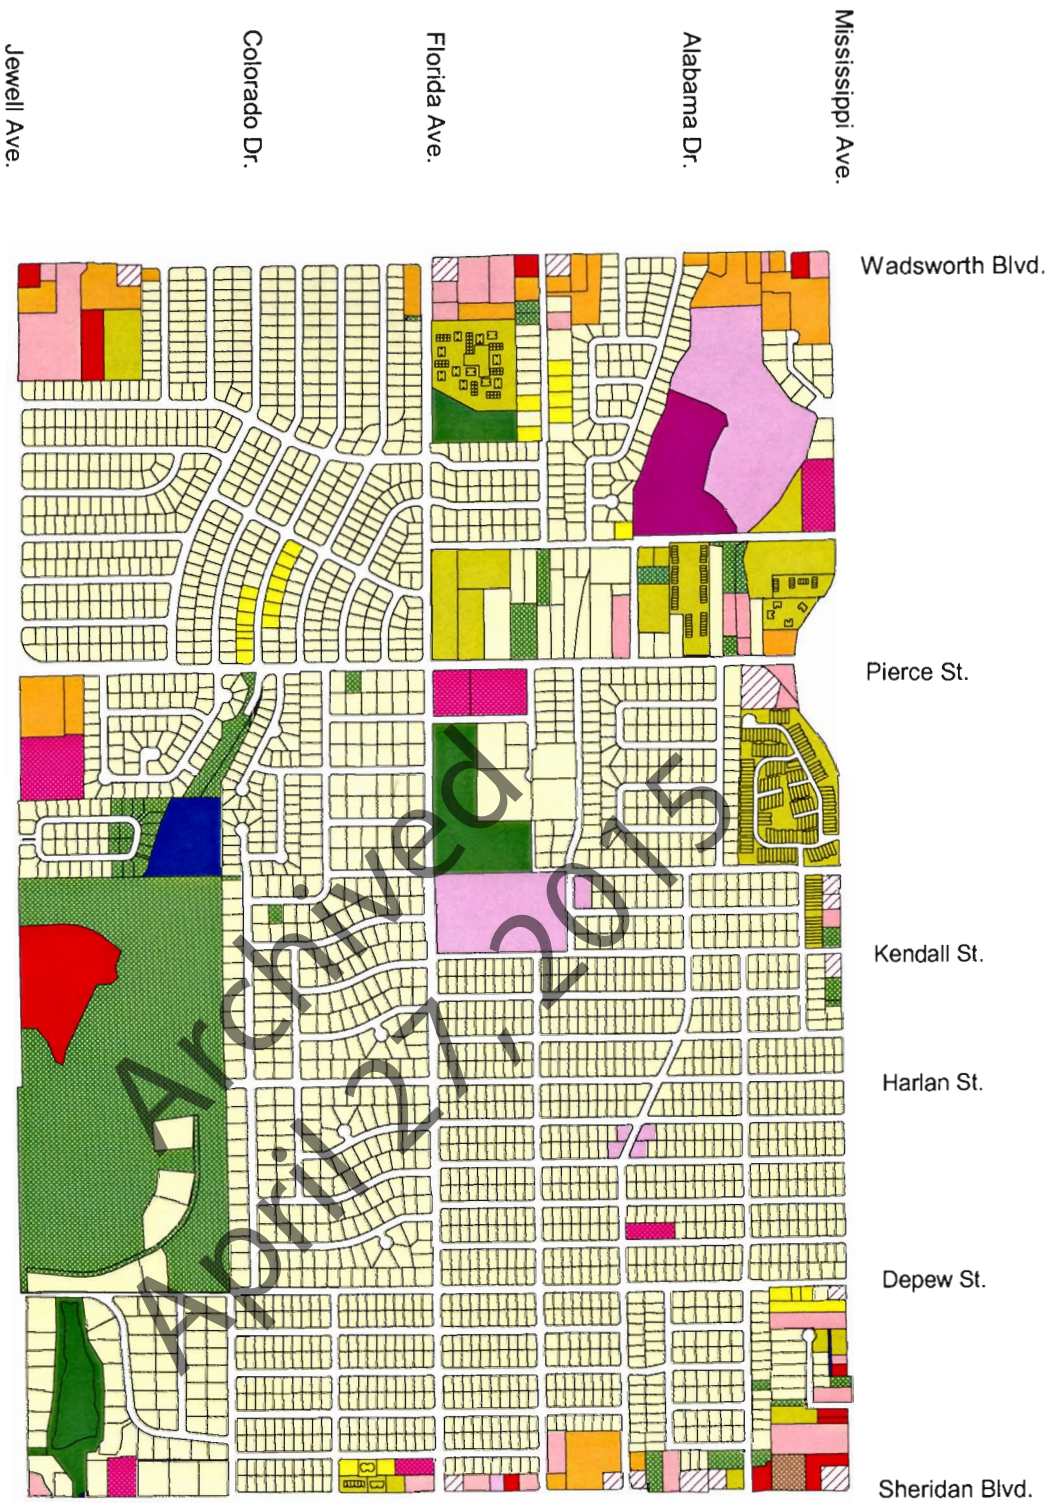 Jewell Ave.
Colorado Dr.
Florida Ave.
Alabama Dr.
Mississippi Ave.
Wadsworth Blvd.
Pierce St.
Kendall St.
Harlan St.
Depew St.
Sheridan Blvd.
Archived
April 27, 2015